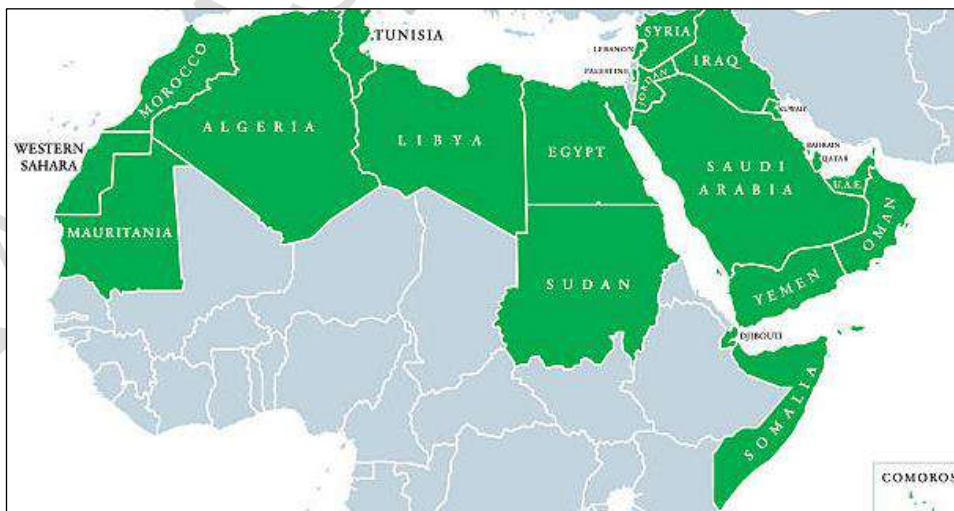 TUNISIA
MOROCCO
ALGERIA
LIBYA
EGYPT
WESTERN
SAHARA
MAURITANIA
SUDAN
SYRIA
LEBANON
PALESTINE
JORDAN
IRAQ
KUWAIT
BAHRAIN
QATAR
SAUDI
ARABIA
U.A.E.
OMAN
YEMEN
DJIBOUTI
SOMALIA
COMOROS